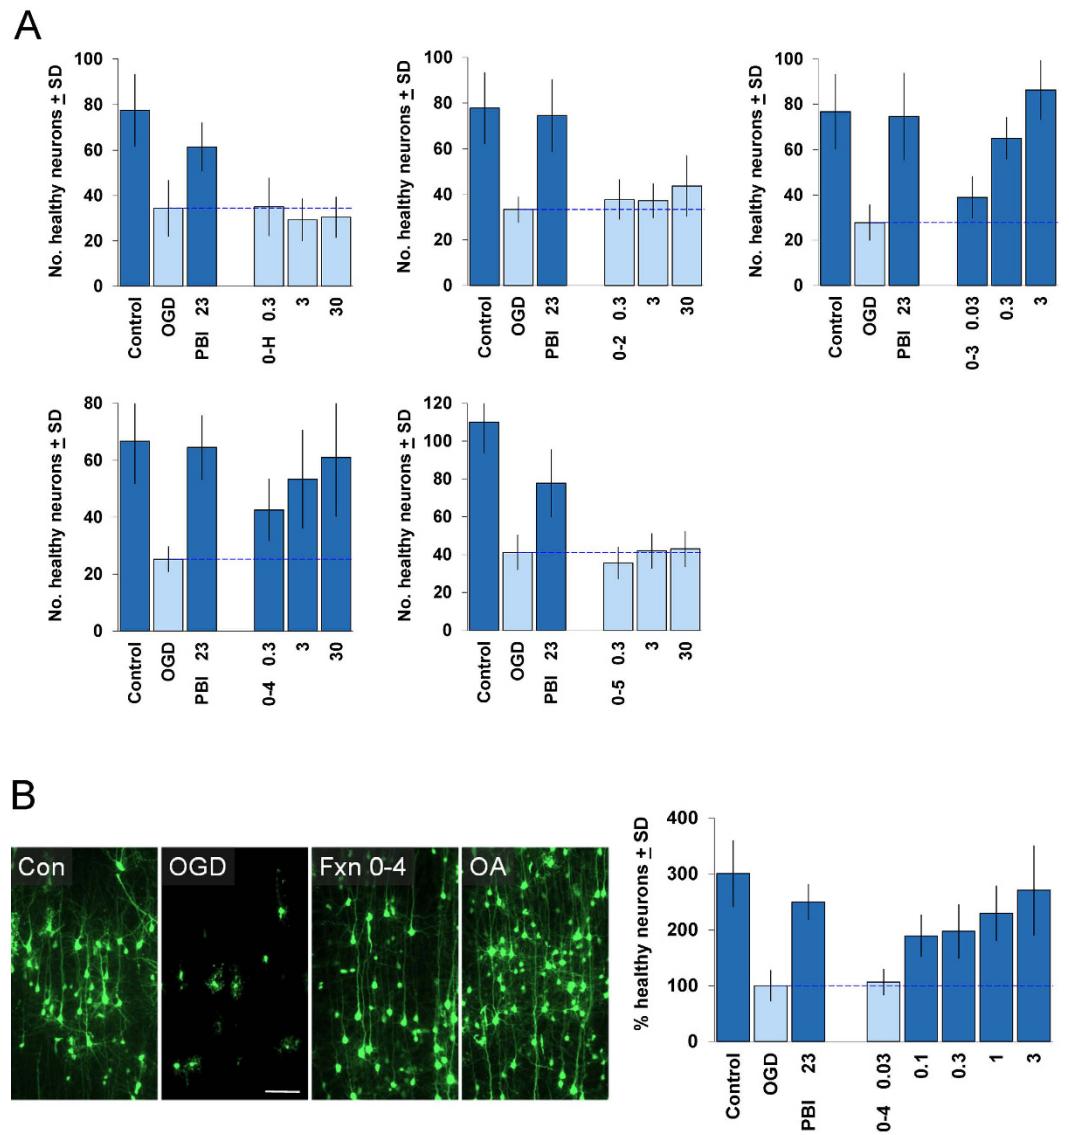 A
No. healthy neurons ± SD
100
80
60
40
20
0
Control
OGD
PBI 23
0-H 0.3
3
30
No. healthy neurons ± SD
100
80
60
40
20
0
Control
OGD
PBI 23
0-2 0.3
3
30
No. healthy neurons ± SD
100
80
60
40
20
0
Control
OGD
PBI 23
0-3 0.03
0.3
3
No. healthy neurons ± SD
80
60
40
20
0
Control
OGD
PBI 23
0-4 0.3
3
30
No. healthy neurons ± SD
120
100
80
60
40
20
0
Control
OGD
PBI 23
0-5 0.3
3
30
B
Con
OGD
Fxn 0-4
OA
% healthy neurons ± SD
400
300
200
100
0
Control
OGD
PBI 23
0-4 0.03
0.1
0.3
1
3